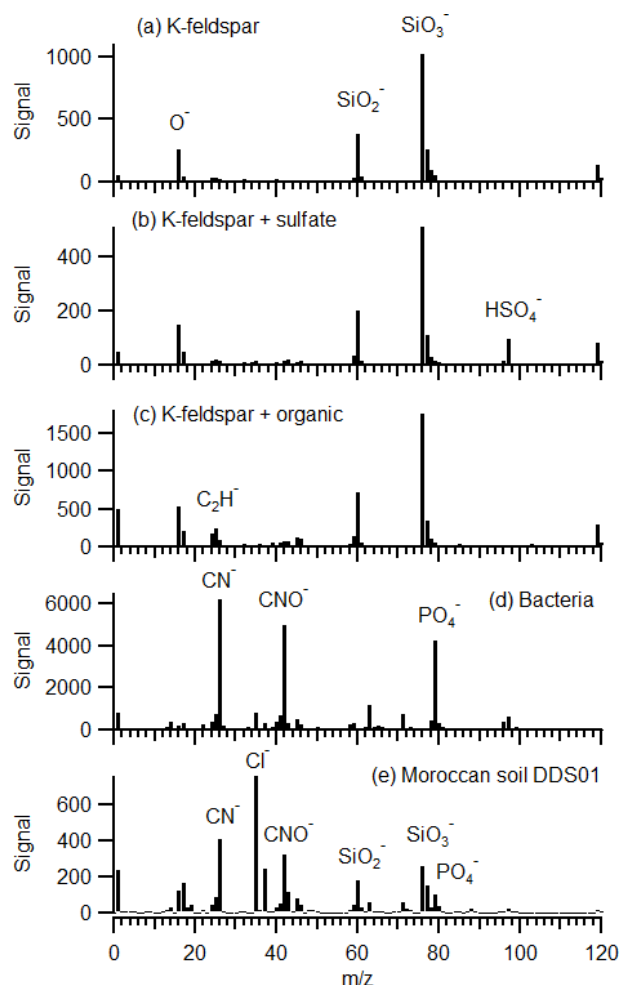 (a) K-feldspar
SiO₃⁻
SiO₂⁻
O⁻
Signal
1000
500
0
(b) K-feldspar + sulfate
HSO₄⁻
Signal
400
200
0
(c) K-feldspar + organic
C₂H⁻
Signal
1500
1000
500
0
CN⁻
CNO⁻
PO₄⁻
(d) Bacteria
Signal
6000
4000
2000
0
Cl⁻
(e) Moroccan soil DDS01
CN⁻
CNO⁻
SiO₂⁻
SiO₃⁻
PO₄⁻
Signal
600
400
200
0
0 20 40 60 80 100 120
m/z